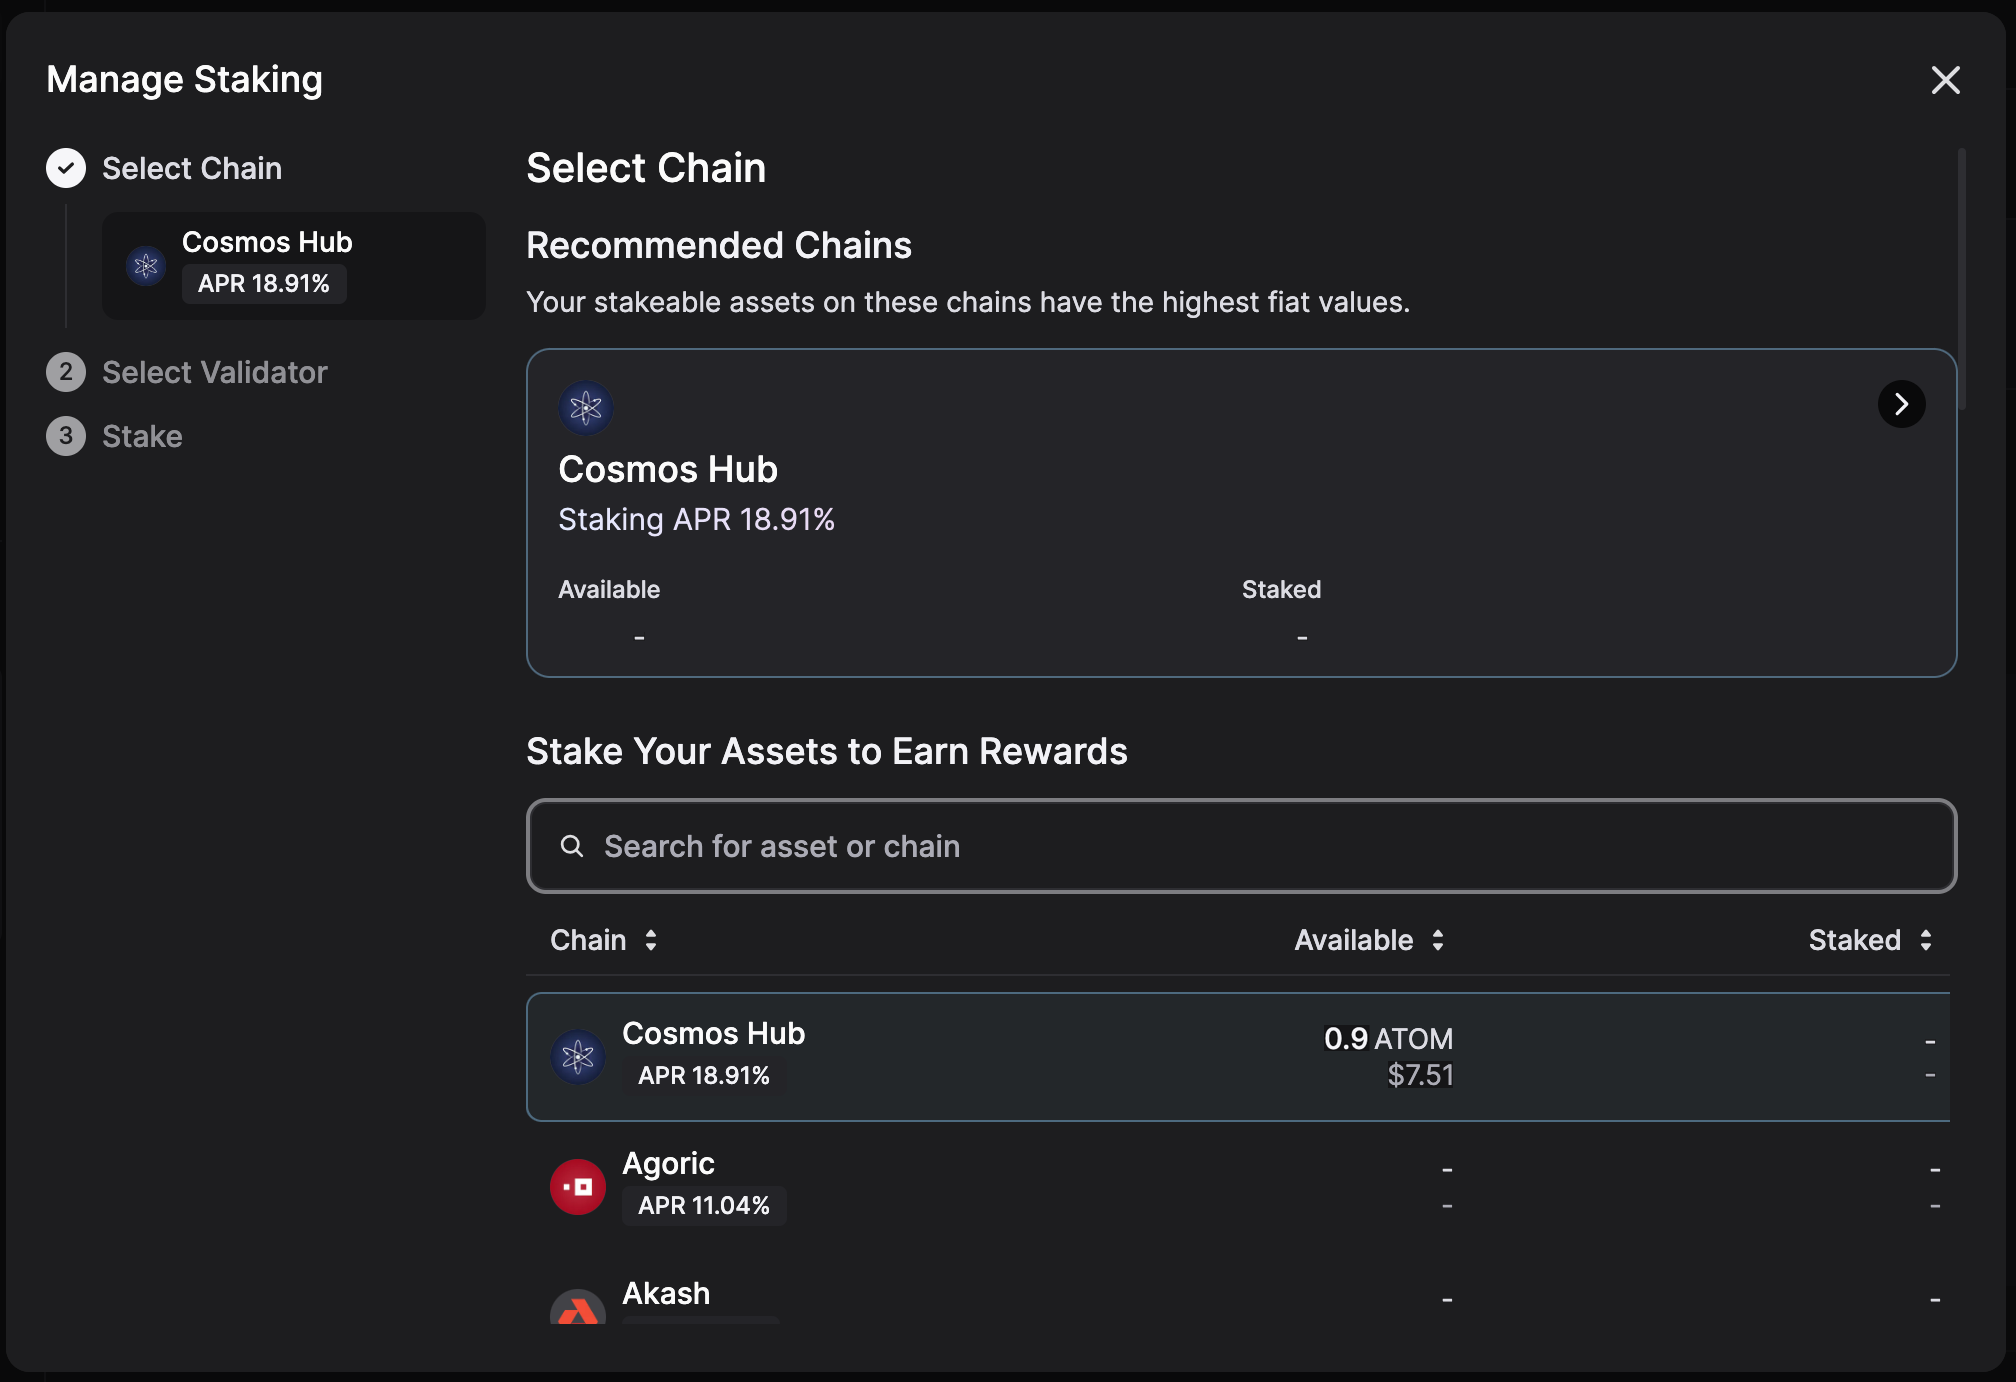 Manage Staking
Select Chain
Cosmos Hub
APR 18.91%
2 Select Validator
3 Stake
Select Chain
Recommended Chains
Your stakeable assets on these chains have the highest fiat values.
Cosmos Hub
Staking APR 18.91%
Available Staked
- -
Stake Your Assets to Earn Rewards
Search for asset or chain
Chain Available Staked
Cosmos Hub 0.9 ATOM -
APR 18.91% $7.51 -
Agoric - -
APR 11.04% - -
Akash - -